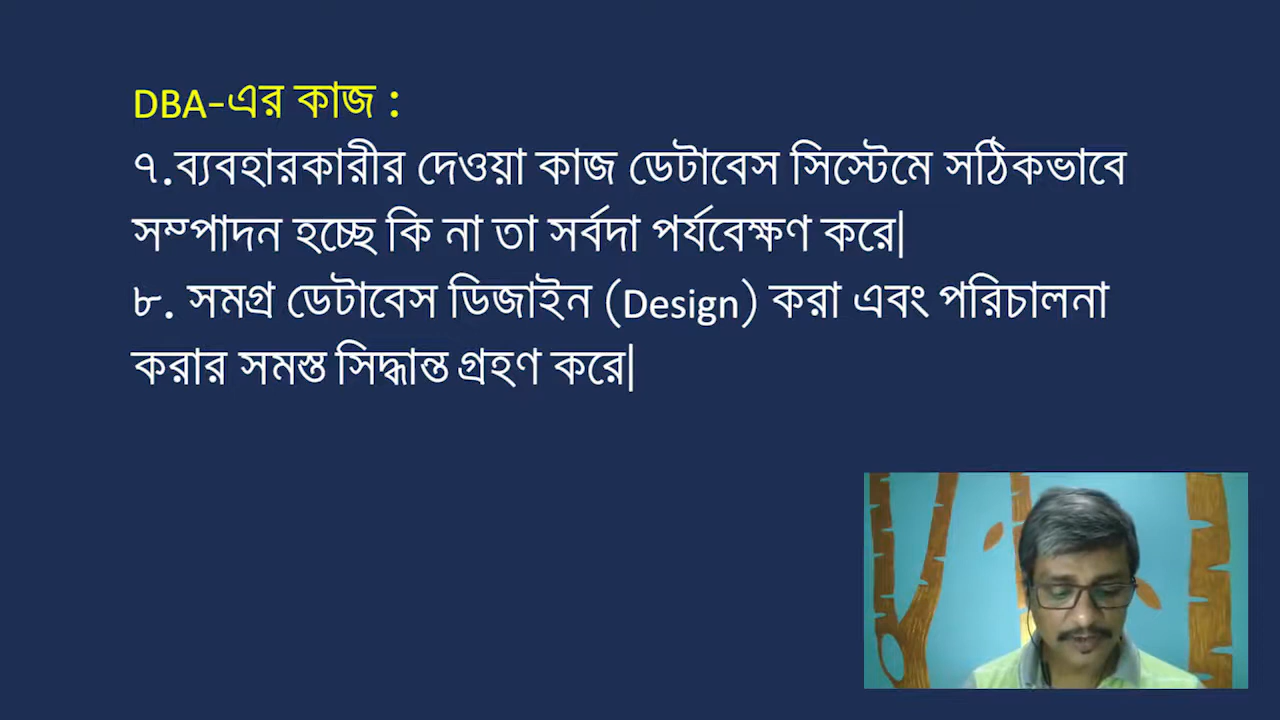 DBA-এর কাজ :
৭.ব্যবহারকারীর দেওয়া কাজ ডেটাবেস সিস্টেমে সঠিকভাবে
সম্পাদন হচ্ছে কি না তা সর্বদা পর্যবেক্ষণ করে|
৮. সমগ্র ডেটাবেস ডিজাইন (Design) করা এবং পরিচালনা
করার সমস্ত সিদ্ধান্ত গ্রহণ করে|